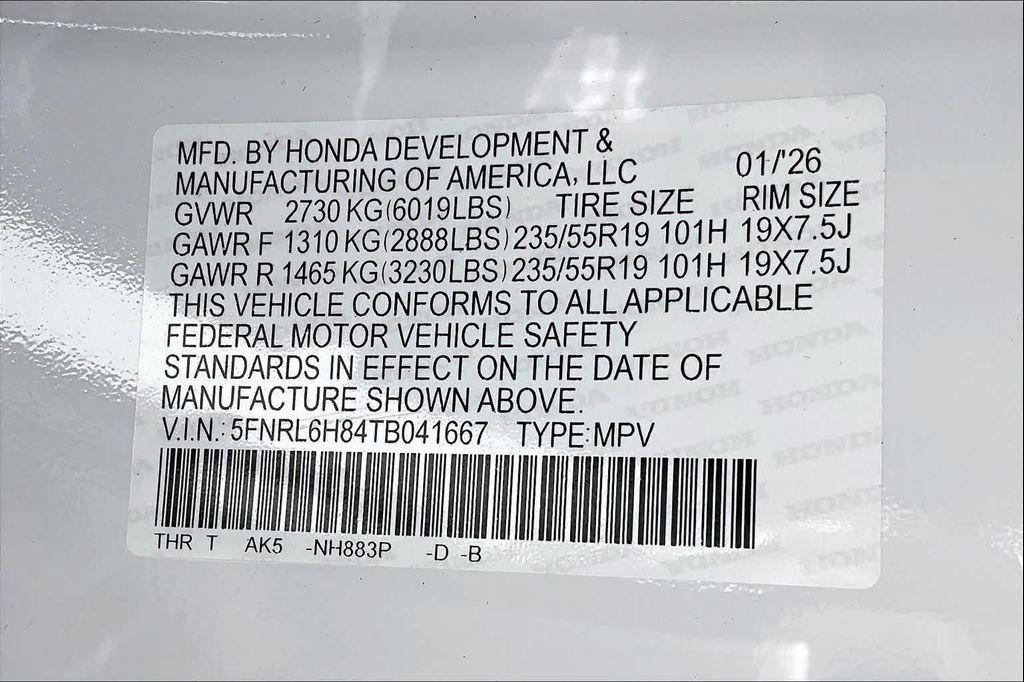 MFD. BY HONDA DEVELOPMENT &
MANUFACTURING OF AMERICA, LLC 01/'26
GVWR 2730 KG(6019LBS) TIRE SIZE RIM SIZE
GAWR F 1310 KG(2888LBS) 235/55R19 101H 19X7.5J
GAWR R 1465 KG(3230LBS) 235/55R19 101H 19X7.5J
THIS VEHICLE CONFORMS TO ALL APPLICABLE
FEDERAL MOTOR VEHICLE SAFETY
STANDARDS IN EFFECT ON THE DATE OF
MANUFACTURE SHOWN ABOVE.
V.I.N.: 5FNRL6H84TB041667 TYPE:MPV
THR T AK5 -NH883P -D -B